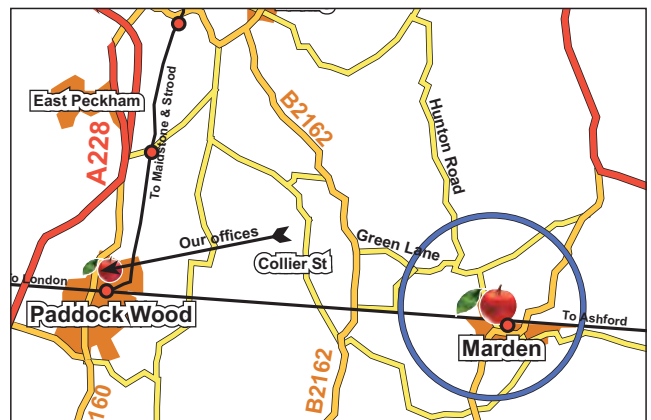 East Peckham
A228
To Maidstone & Strood
B2162
Hunton Road
Our offices
Green Lane
Collier St
To London
Paddock Wood
To Ashford
Marden
B2162
160